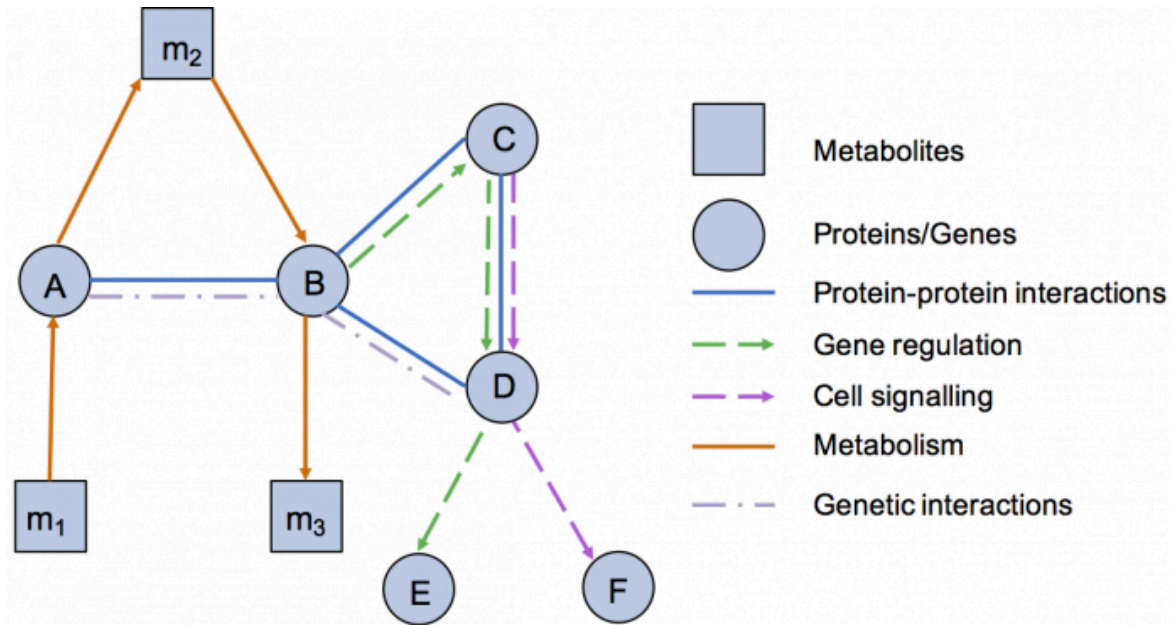 m2
C
Metabolites
Proteins/Genes
A
B
Protein-protein interactions
Gene regulation
D
Cell signalling
Metabolism
m1
m3
Genetic interactions
E
F